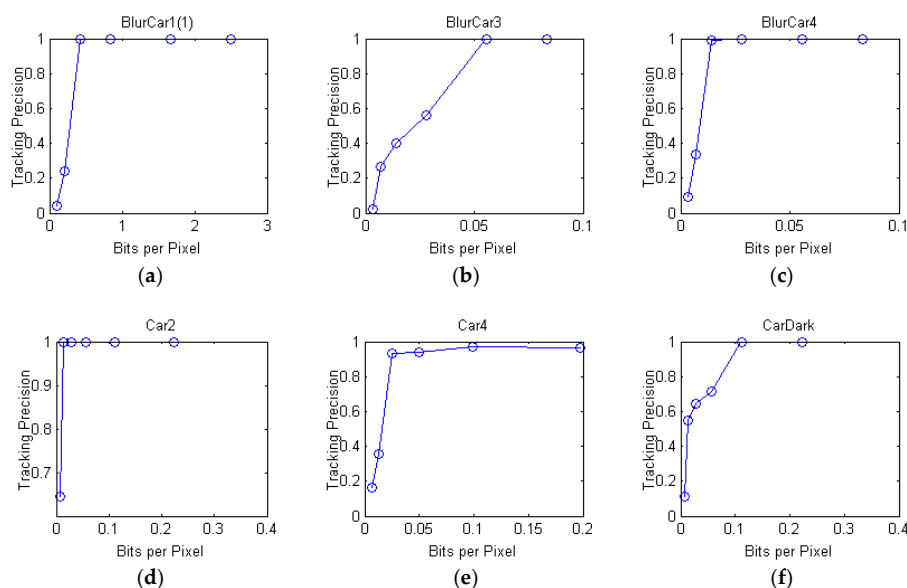 BlurCar1(1)
1
0.8
0.6
0.4
0.2
0
0 1 2 3
Tracking Precision
Bits per Pixel
(a)
BlurCar3
1
0.8
0.6
0.4
0.2
0
0 0.05 0.1
Tracking Precision
Bits per Pixel
(b)
BlurCar4
1
0.8
0.6
0.4
0.2
0
0 0.05 0.1
Tracking Precision
Bits per Pixel
(c)
Car2
1
0.9
0.8
0.7
0 0.1 0.2 0.3 0.4
Tracking Precision
Bits per Pixel
(d)
Car4
1
0.8
0.6
0.4
0.2
0
0 0.05 0.1 0.15 0.2
Tracking Precision
Bits per Pixel
(e)
CarDark
1
0.8
0.6
0.4
0.2
0
0 0.1 0.2 0.3 0.4
Tracking Precision
Bits per Pixel
(f)